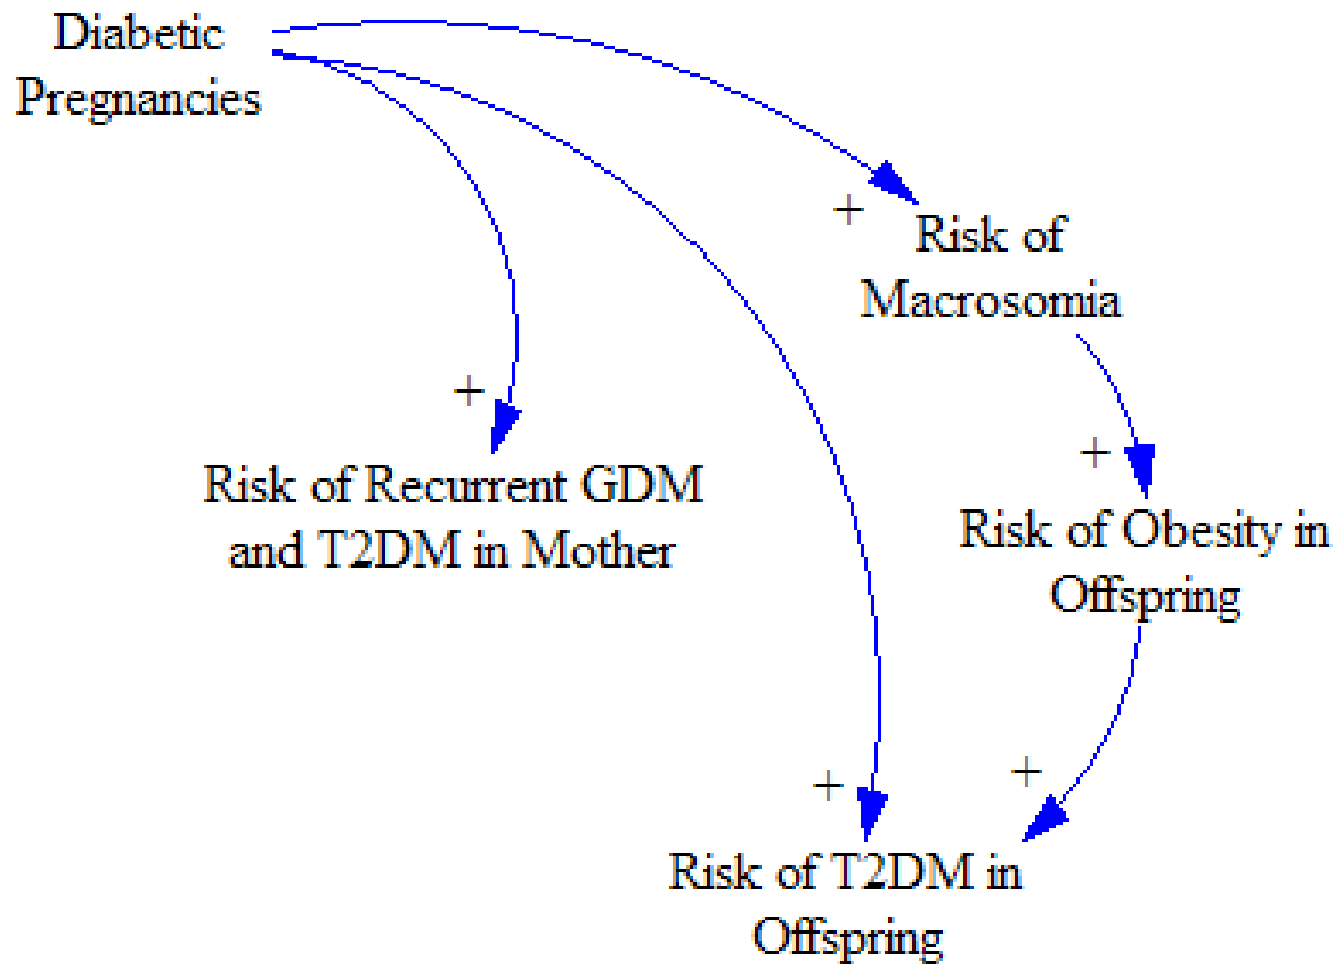 Diabetic
Pregnancies
+
Risk of
Macrosomia
+
Risk of Recurrent GDM
and T2DM in Mother
+
Risk of Obesity in
Offspring
+
+
Risk of T2DM in
Offspring